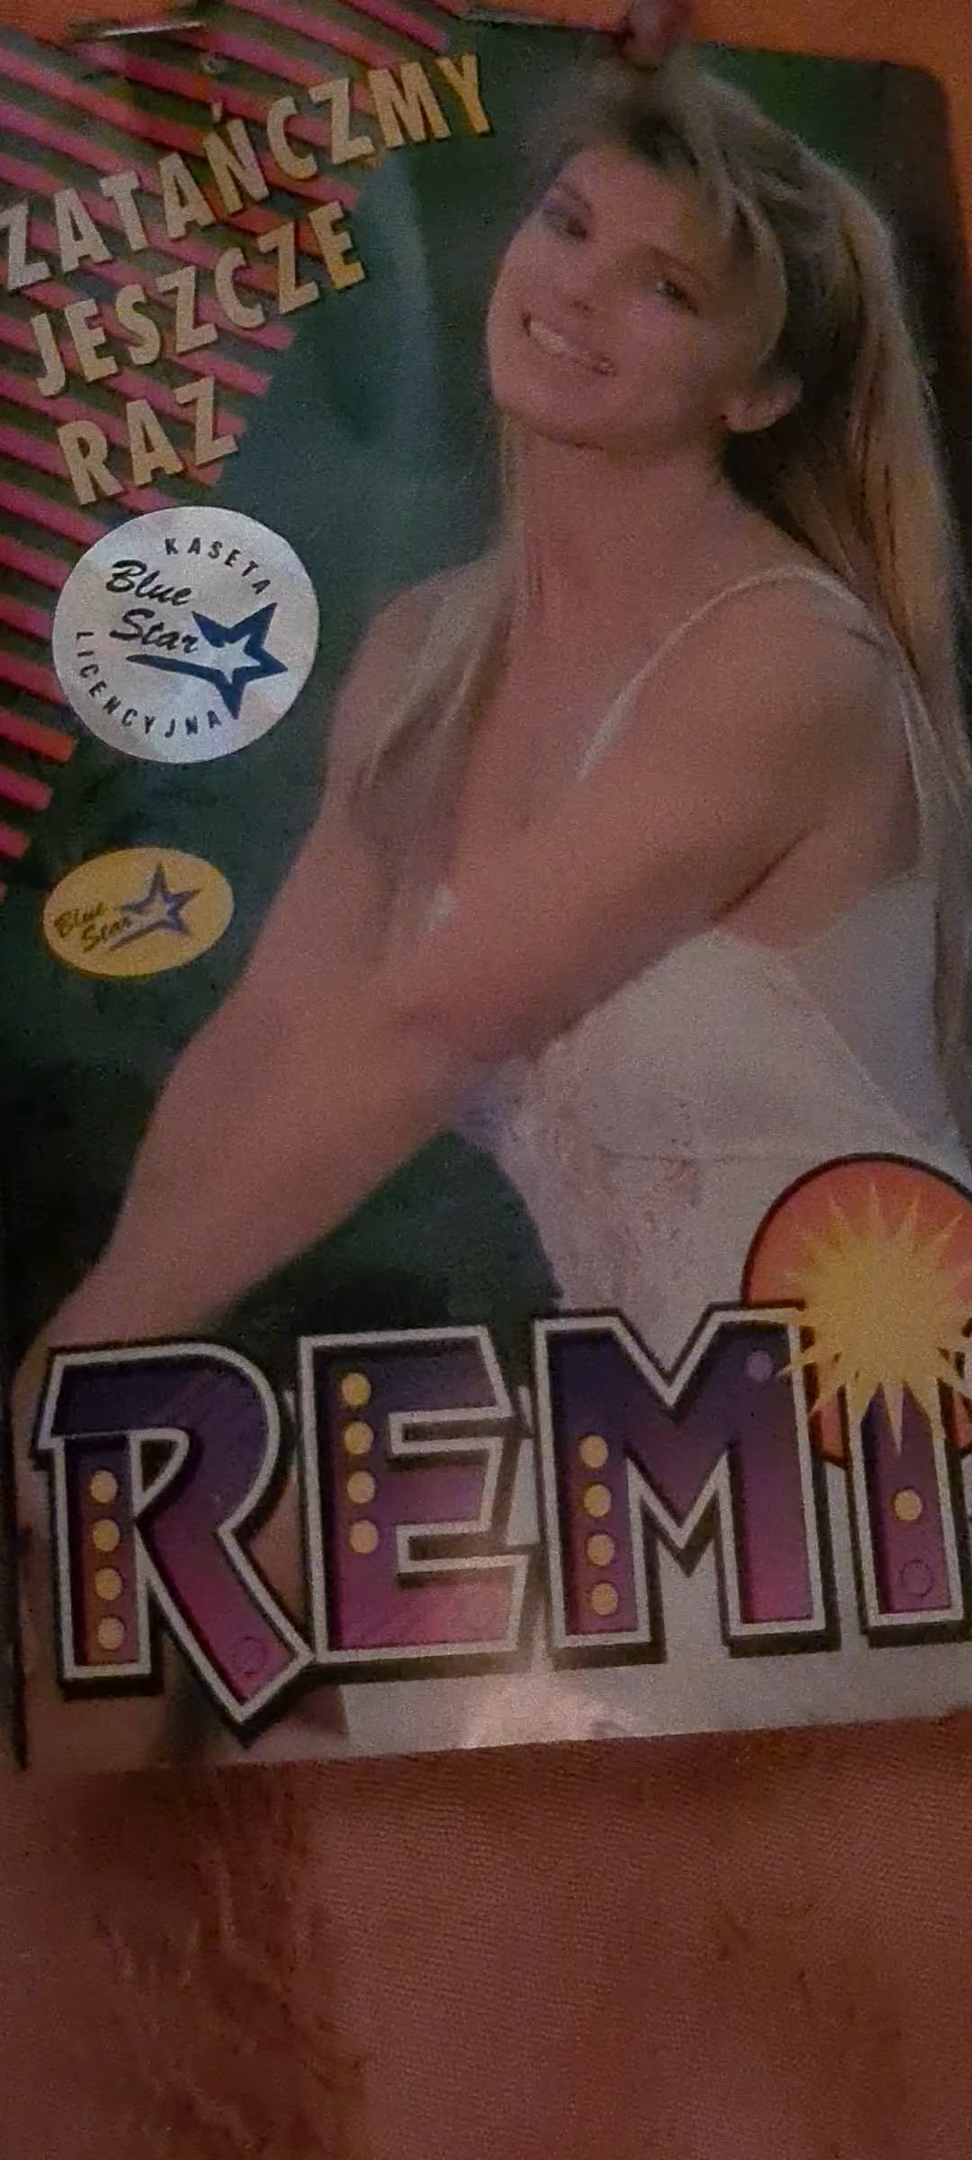 ZATAŃCZMY
JESZCZE
RAZ
KASETA
Blue
Star
LICENCYJNA
Blue
Star
REMI